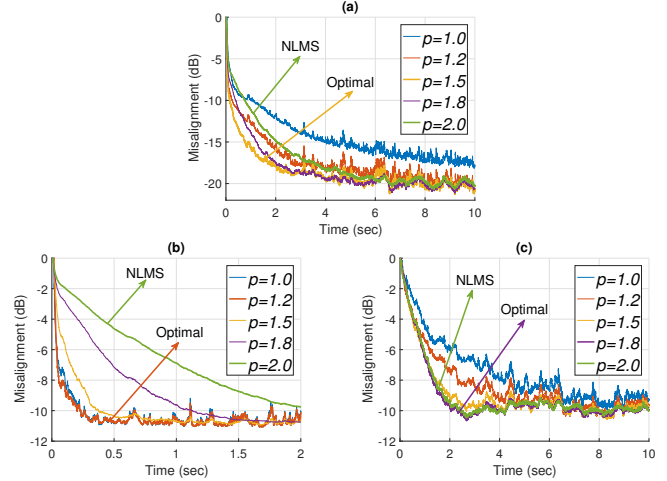 (a)
0
-5
-10
-15
-20
Misalignment (dB)
NLMS
Optimal
p=1.0
p=1.2
p=1.5
p=1.8
p=2.0
0 2 4 6 8 10
Time (sec)
(b)
0
-2
-4
-6
-8
-10
-12
Misalignment (dB)
NLMS
Optimal
p=1.0
p=1.2
p=1.5
p=1.8
p=2.0
0 0.5 1 1.5 2
Time (sec)
(c)
0
-2
-4
-6
-8
-10
-12
Misalignment (dB)
NLMS
Optimal
p=1.0
p=1.2
p=1.5
p=1.8
p=2.0
0 2 4 6 8 10
Time (sec)